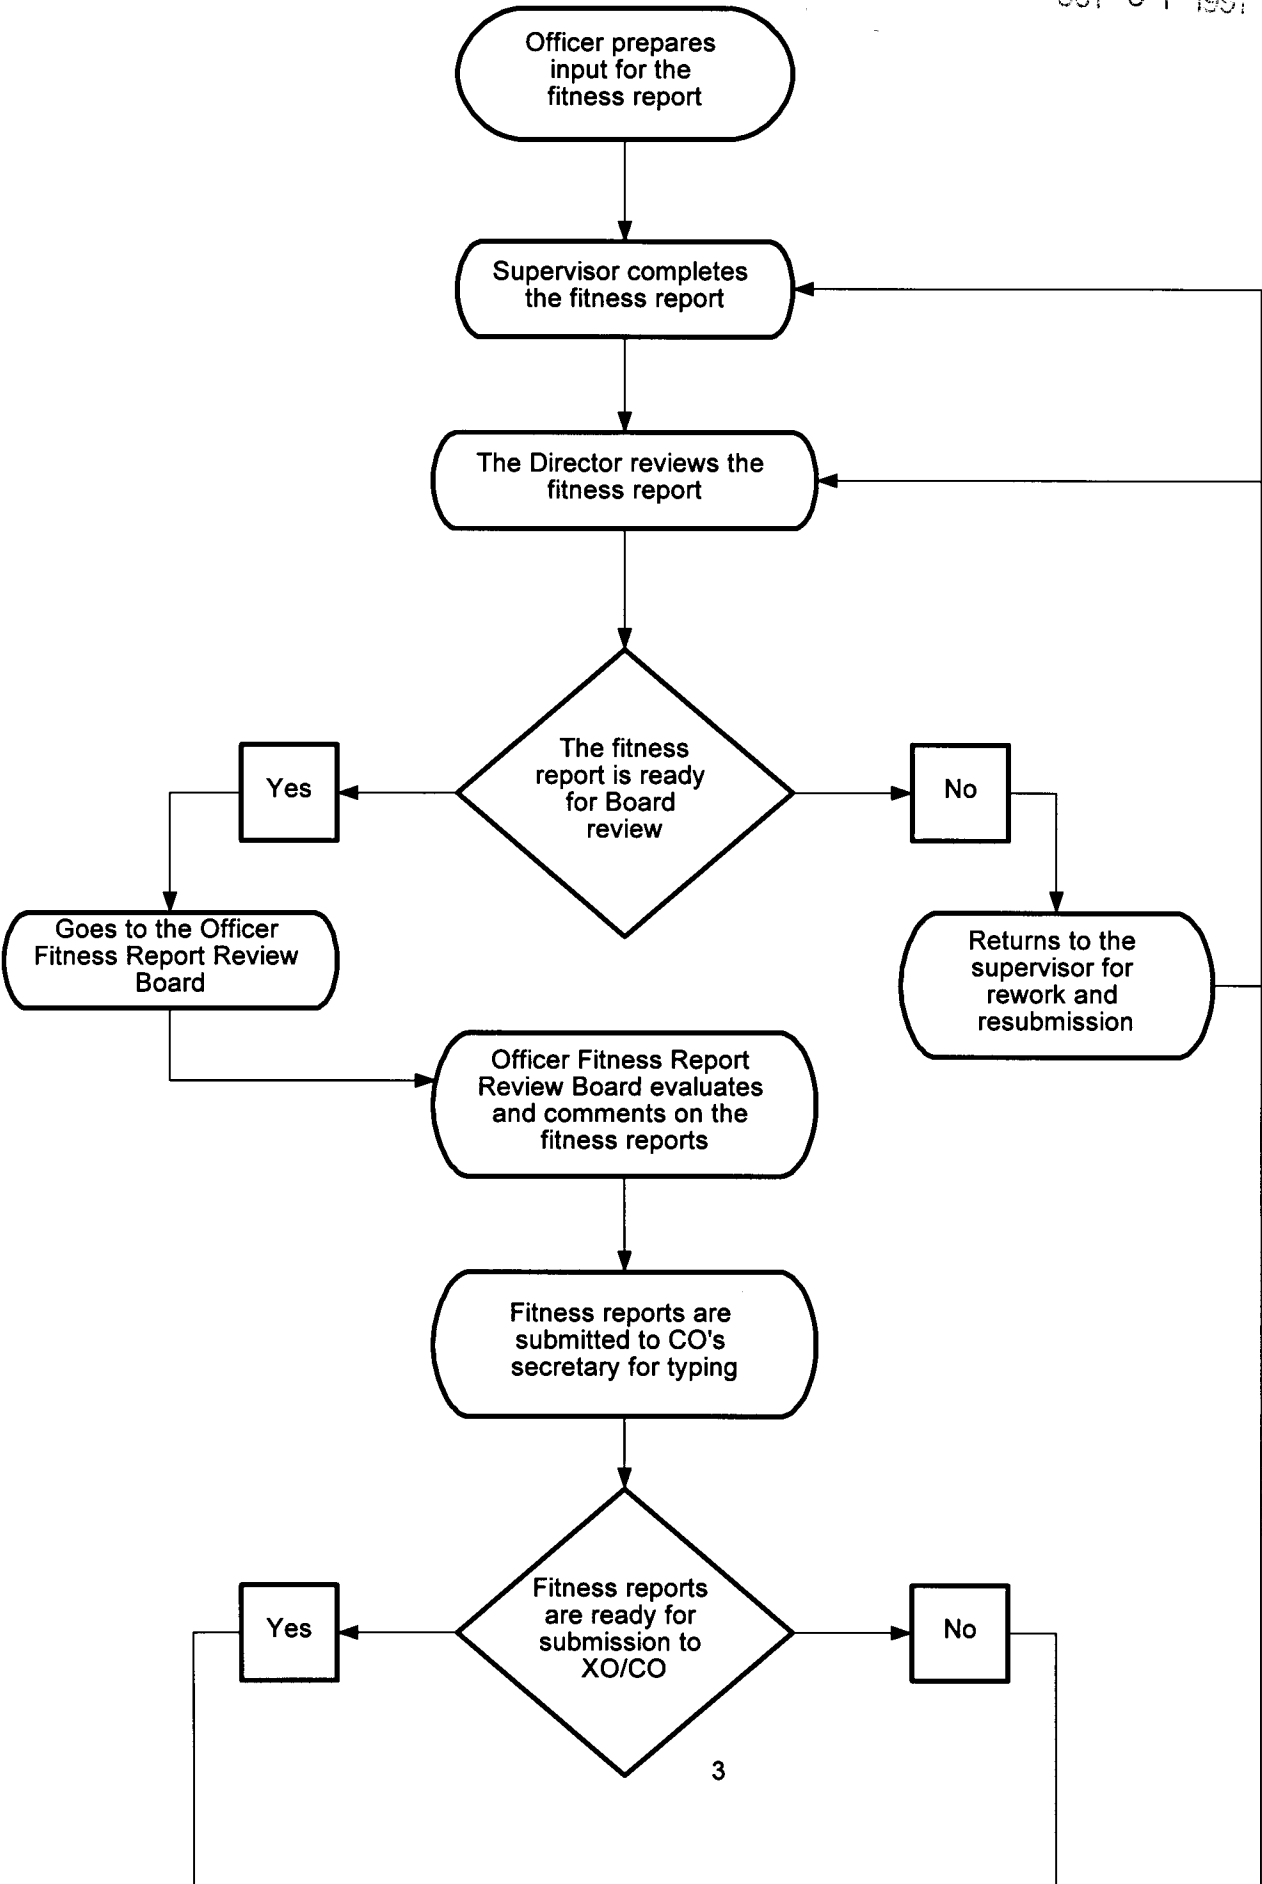 Officer prepares
input for the
fitness report
Supervisor completes
the fitness report
The Director reviews the
fitness report
The fitness
report is ready
for Board
review
Yes
No
Goes to the Officer
Fitness Report Review
Board
Returns to the
supervisor for
rework and
resubmission
Officer Fitness Report
Review Board evaluates
and comments on the
fitness reports
Fitness reports are
submitted to CO's
secretary for typing
Fitness reports
are ready for
submission to
XO/CO
Yes
No
3